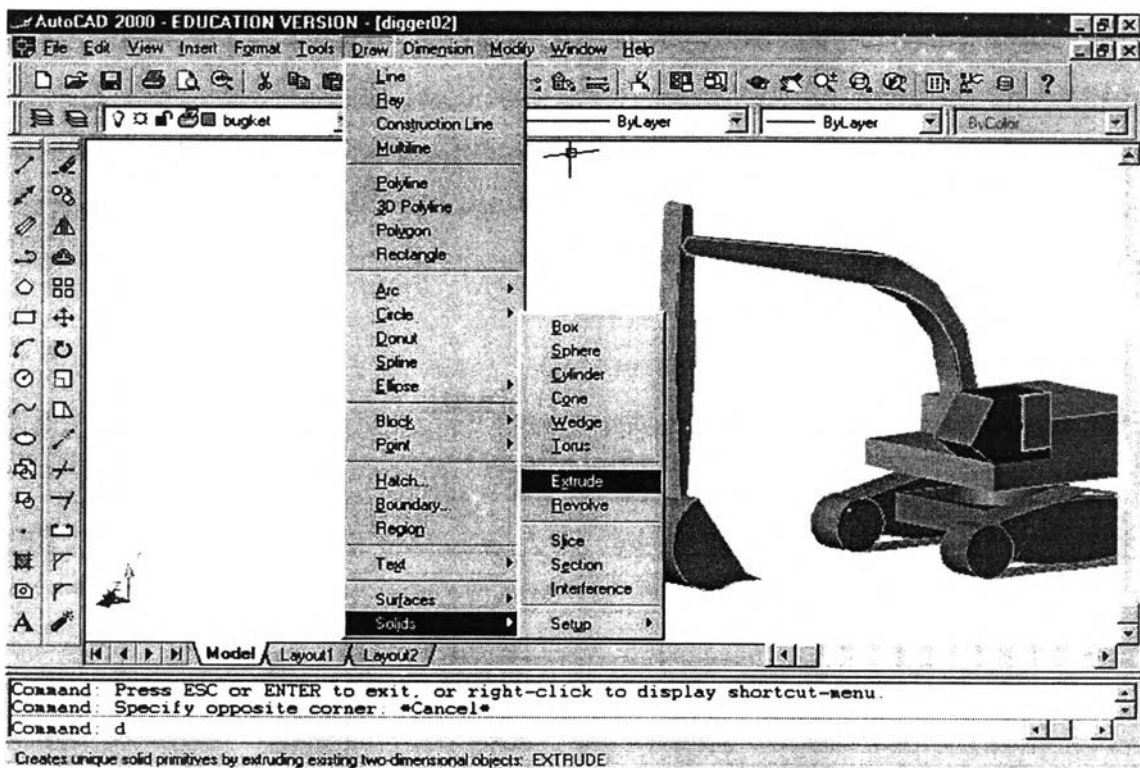 AutoCAD 2000 - EDUCATION VERSION - [digger02]
File Edit View Insert Format Tools Draw Dimension Modify Window Help
bugket
ByLayer
ByLayer
ByColor
Line
Ray
Construction Line
Multiline
Polyline
3D Polyline
Polygon
Rectangle
Arc
Circle
Donut
Spline
Ellipse
Block
Point
Hatch...
Boundary...
Region
Text
Surfaces
Solids
Box
Sphere
Cylinder
Cone
Wedge
Torus
Extrude
Revolve
Slice
Section
Interference
Setup
A
Model Layout1 Layout2
Command: Press ESC or ENTER to exit, or right-click to display shortcut-menu.
Command: Specify opposite corner: *Cancel*
Command: d
Creates unique solid primitives by extruding existing two-dimensional objects: EXTRUDE